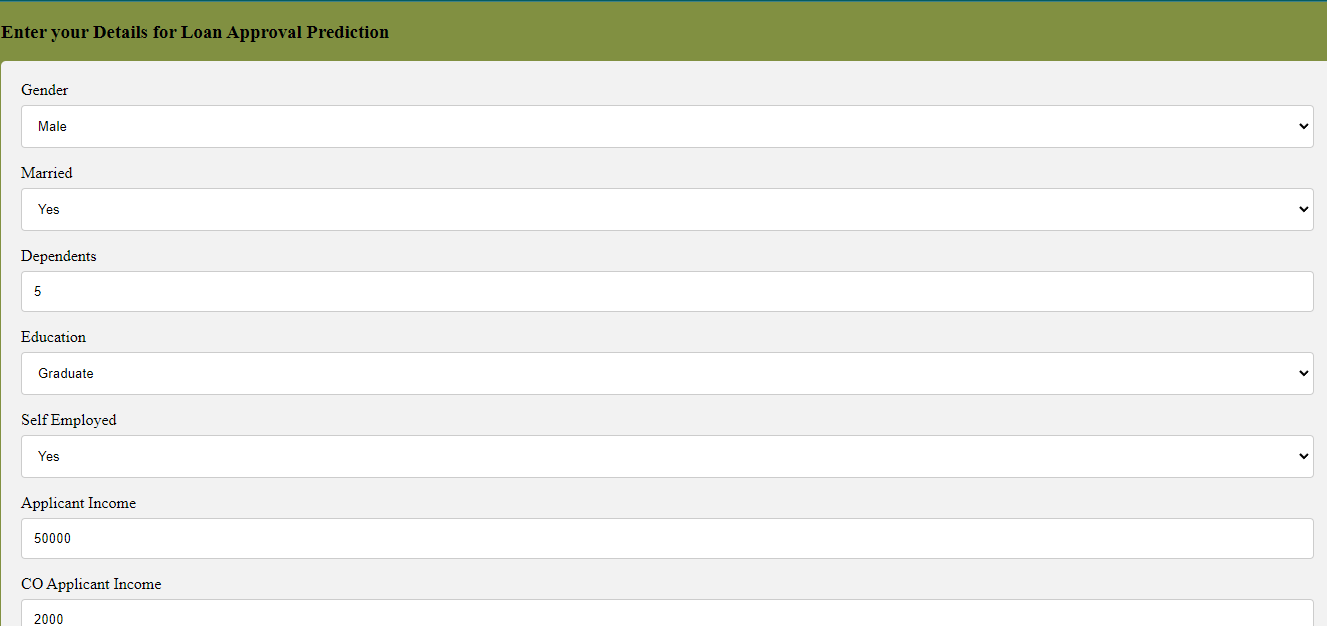 Enter your Details for Loan Approval Prediction
Gender
Male
Married
Yes
Dependents
5
Education
Graduate
Self Employed
Yes
Applicant Income
50000
CO Applicant Income
2000